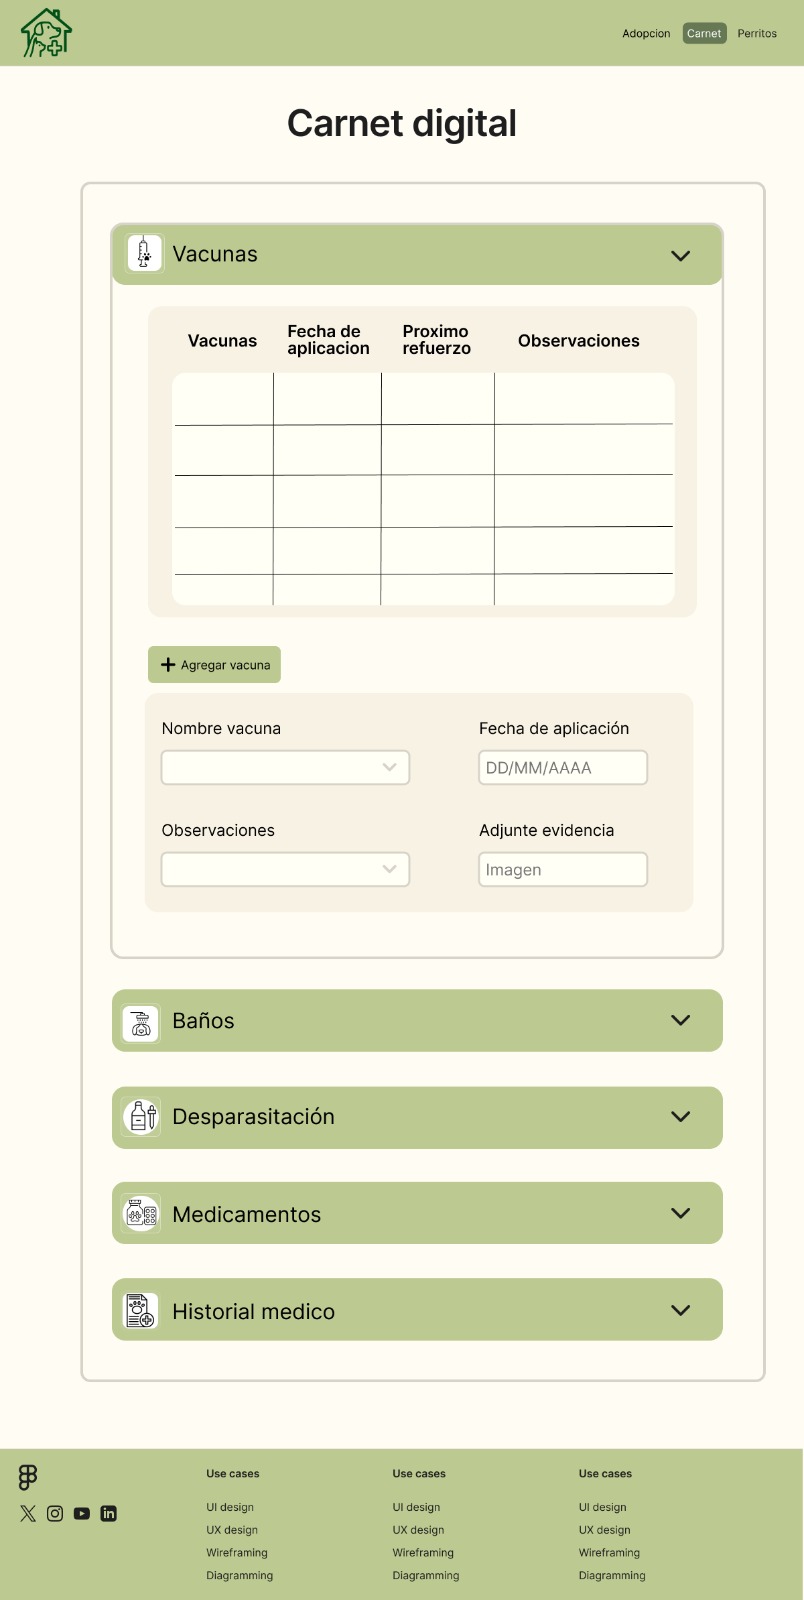 Adopcion Carnet Perritos
Carnet digital
Vacunas
Vacunas
Fecha de
aplicacion
Proximo
refuerzo
Observaciones
Agregar vacuna
Nombre vacuna
Fecha de aplicación
DD/MM/AAAA
Observaciones
Adjunte evidencia
Imagen
Baños
Desparasitación
Medicamentos
Historial medico
Use cases
UI design
UX design
Wireframing
Diagramming
Use cases
UI design
UX design
Wireframing
Diagramming
Use cases
UI design
UX design
Wireframing
Diagramming